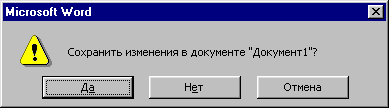 Microsoft Word
Сохранить изменения в документе "Документ1"?
Да
Нет
Отмена